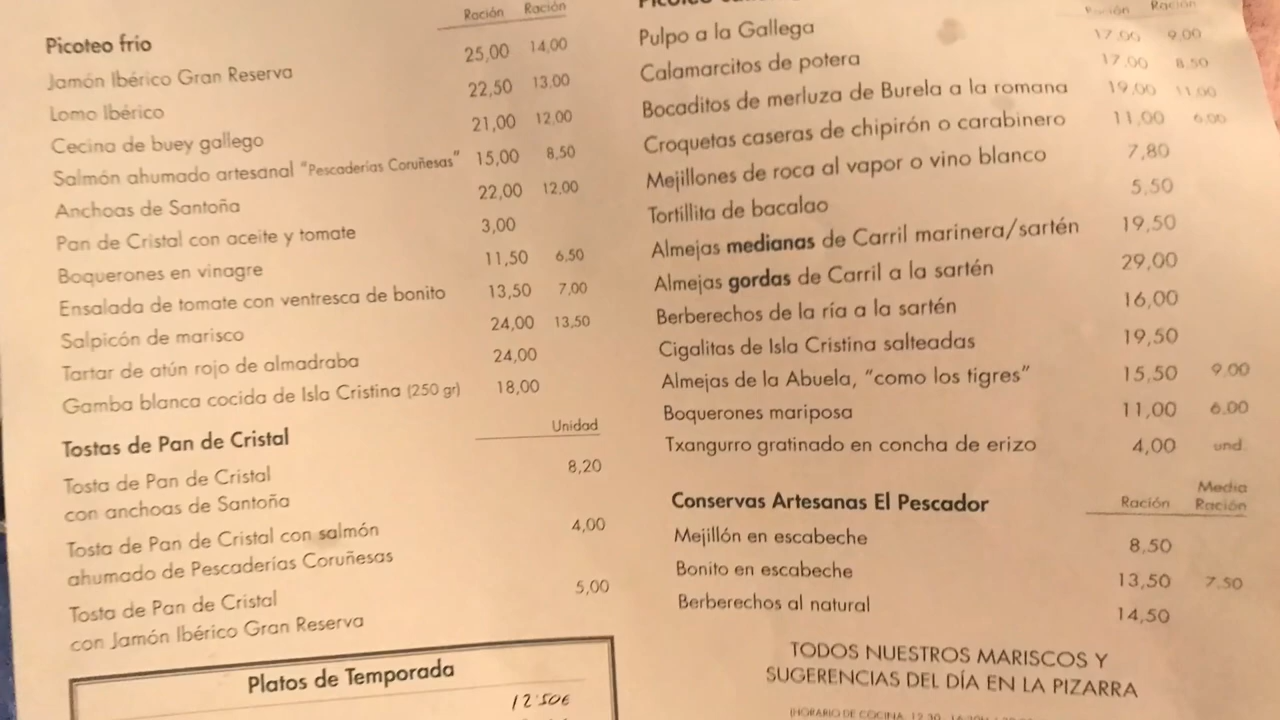 Ración Ración
Picoteo frío
Jamón Ibérico Gran Reserva 25,00 14,00
Lomo Ibérico 22,50 13,00
Cecina de buey gallego 21,00 12,00
Salmón ahumado artesanal "Pescaderías Coruñesas" 15,00 8,50
Anchoas de Santoña 22,00 12,00
Pan de Cristal con aceite y tomate 3,00
Boquerones en vinagre 11,50 6,50
Ensalada de tomate con ventresca de bonito 13,50 7,00
Salpicón de marisco 24,00 13,50
Tartar de atún rojo de almadraba 24,00
Gamba blanca cocida de Isla Cristina (250 gr) 18,00
Tostas de Pan de Cristal Unidad
Tosta de Pan de Cristal 8,20
con anchoas de Santoña
Tosta de Pan de Cristal con salmón 4,00
ahumado de Pescaderías Coruñesas
Tosta de Pan de Cristal 5,00
con Jamón Ibérico Gran Reserva
Platos de Temporada
12'50€
Picoteo
Ración Ración
Pulpo a la Gallega 17,00 9,00
Calamarcitos de potera 17,00 8,50
Bocaditos de merluza de Burela a la romana 19,00 11,00
Croquetas caseras de chipirón o carabinero 11,00 6,00
Mejillones de roca al vapor o vino blanco 7,80
Tortillita de bacalao 5,50
Almejas medianas de Carril marinera/sartén 19,50
Almejas gordas de Carril a la sartén 29,00
Berberechos de la ría a la sartén 16,00
Cigalitas de Isla Cristina salteadas 19,50
Almejas de la Abuela, "como los tigres" 15,50 9,00
Boquerones mariposa 11,00 6,00
Txangurro gratinado en concha de erizo 4,00 und.
Media
Conservas Artesanas El Pescador Ración Ración
Mejillón en escabeche 8,50
Bonito en escabeche 13,50 7,50
Berberechos al natural 14,50
TODOS NUESTROS MARISCOS Y
SUGERENCIAS DEL DÍA EN LA PIZARRA
(HORARIO DE COCINA